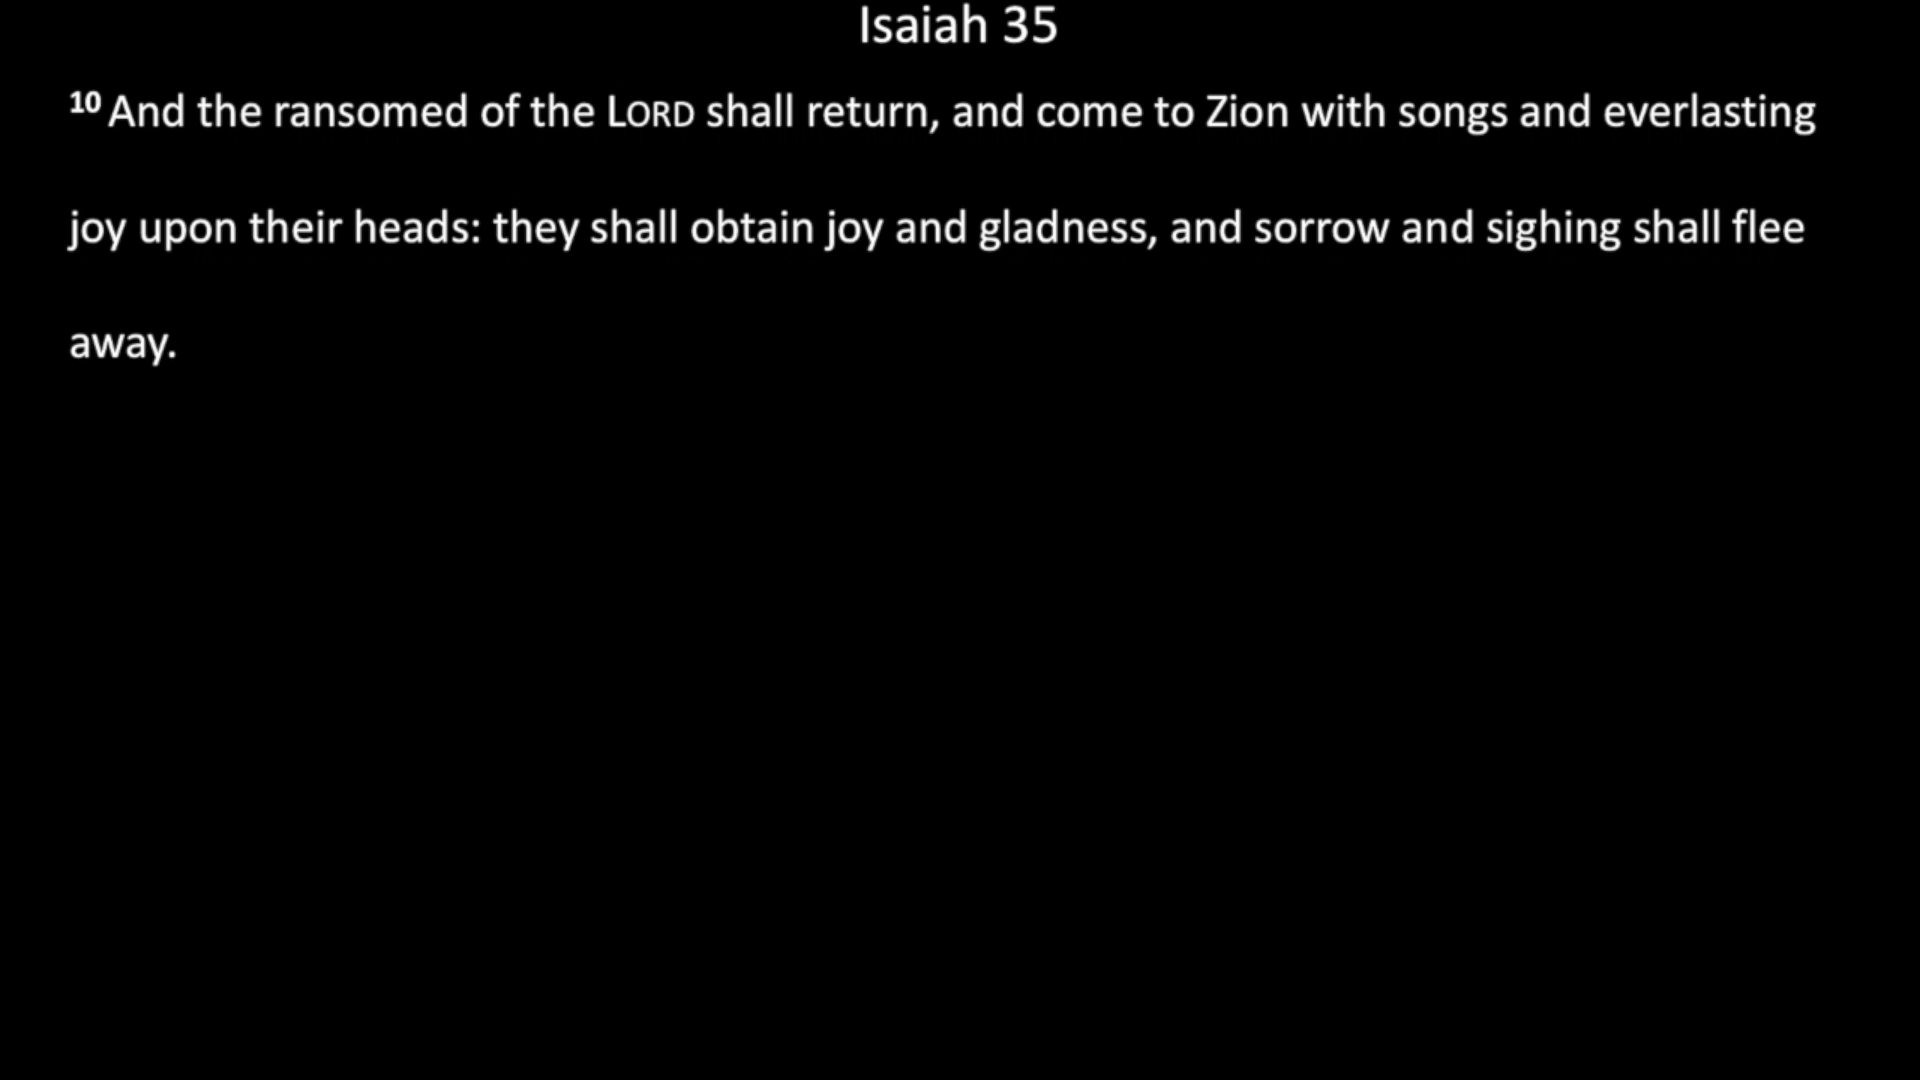 Isaiah 35
10 And the ransomed of the LORD shall return, and come to Zion with songs and everlasting
joy upon their heads: they shall obtain joy and gladness, and sorrow and sighing shall flee
away.